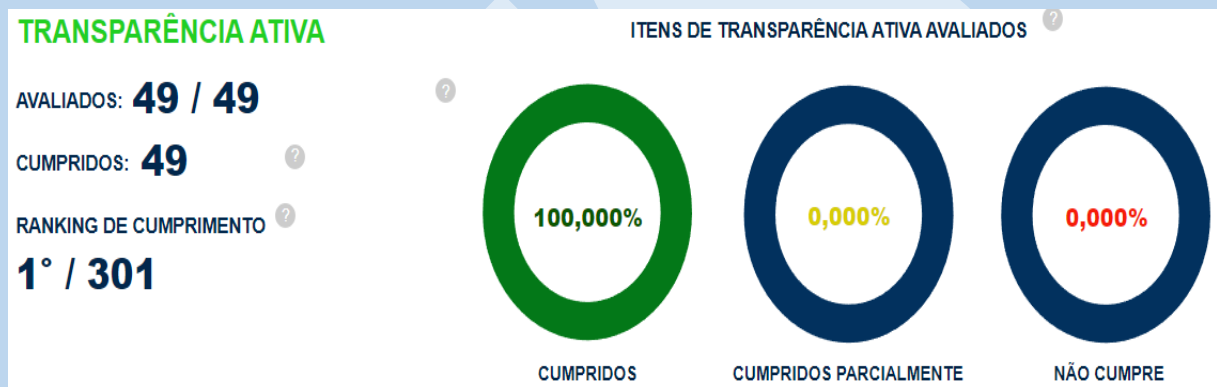 TRANSPARÊNCIA ATIVA
AVALIADOS: 49 / 49
?
CUMPRIDOS: 49
?
RANKING DE CUMPRIMENTO
?
1° / 301
ITENS DE TRANSPARÊNCIA ATIVA AVALIADOS
?
100,000%
0,000%
0,000%
CUMPRIDOS
CUMPRIDOS PARCIALMENTE
NÃO CUMPRE